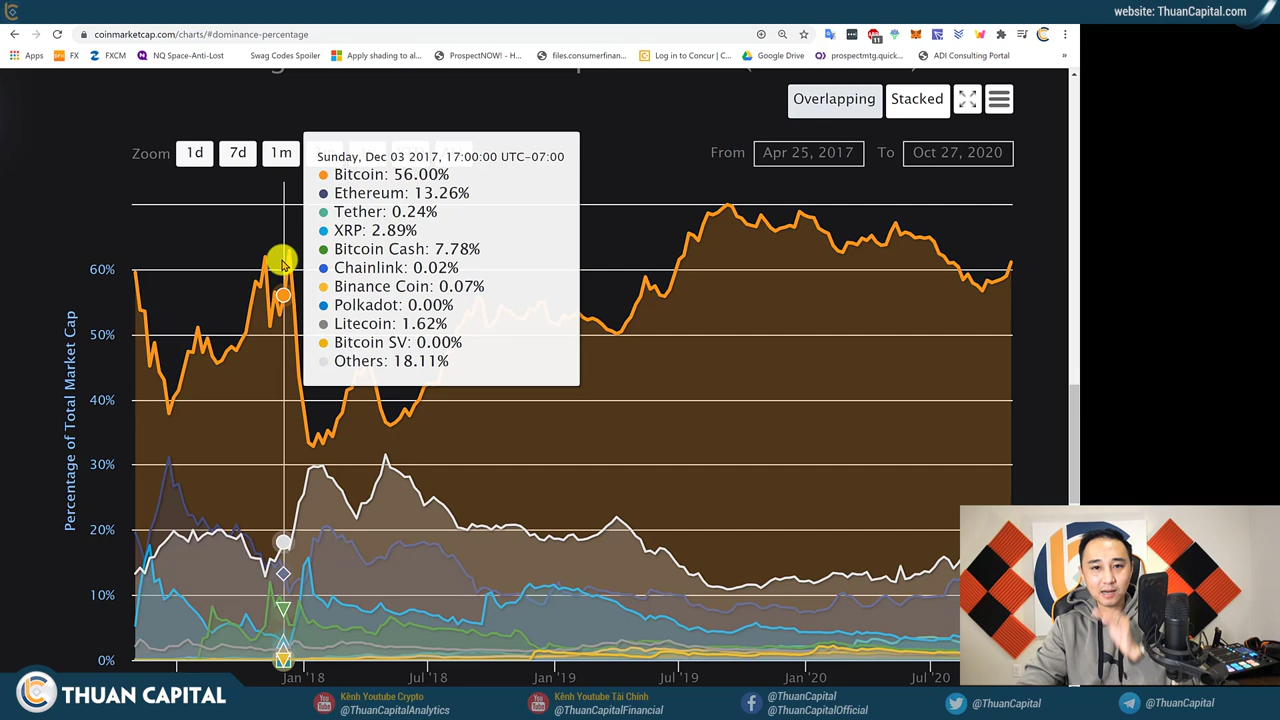 website: ThuanCapital.com
coinmarketcap.com/charts/#dominance-percentage
Apps FX FXCM NQ Space-Anti-Lost Swag Codes Spoiler Apply shading to al... ProspectNOW! - H... files.consumerfinan... Log in to Concur | C... Google Drive prospectmtg.quick... ADI Consulting Portal »
Overlapping Stacked
Zoom 1d 7d 1m
From Apr 25, 2017 To Oct 27, 2020
Sunday, Dec 03 2017, 17:00:00 UTC-07:00
Bitcoin: 56.00%
Ethereum: 13.26%
Tether: 0.24%
XRP: 2.89%
Bitcoin Cash: 7.78%
Chainlink: 0.02%
Binance Coin: 0.07%
Polkadot: 0.00%
Litecoin: 1.62%
Bitcoin SV: 0.00%
Others: 18.11%
Percentage of Total Market Cap
60%
50%
40%
30%
20%
10%
0%
Jan '18 Jul '18 Jan '19 Jul '19 Jan '20 Jul '20
THUAN CAPITAL
Kênh Youtube Crypto
@ThuanCapitalAnalytics
Kênh Youtube Tài Chính
@ThuanCapitalFinancial
@ThuanCapital
@ThuanCapitalOfficial
@ThuanCapital
@ThuanCapital